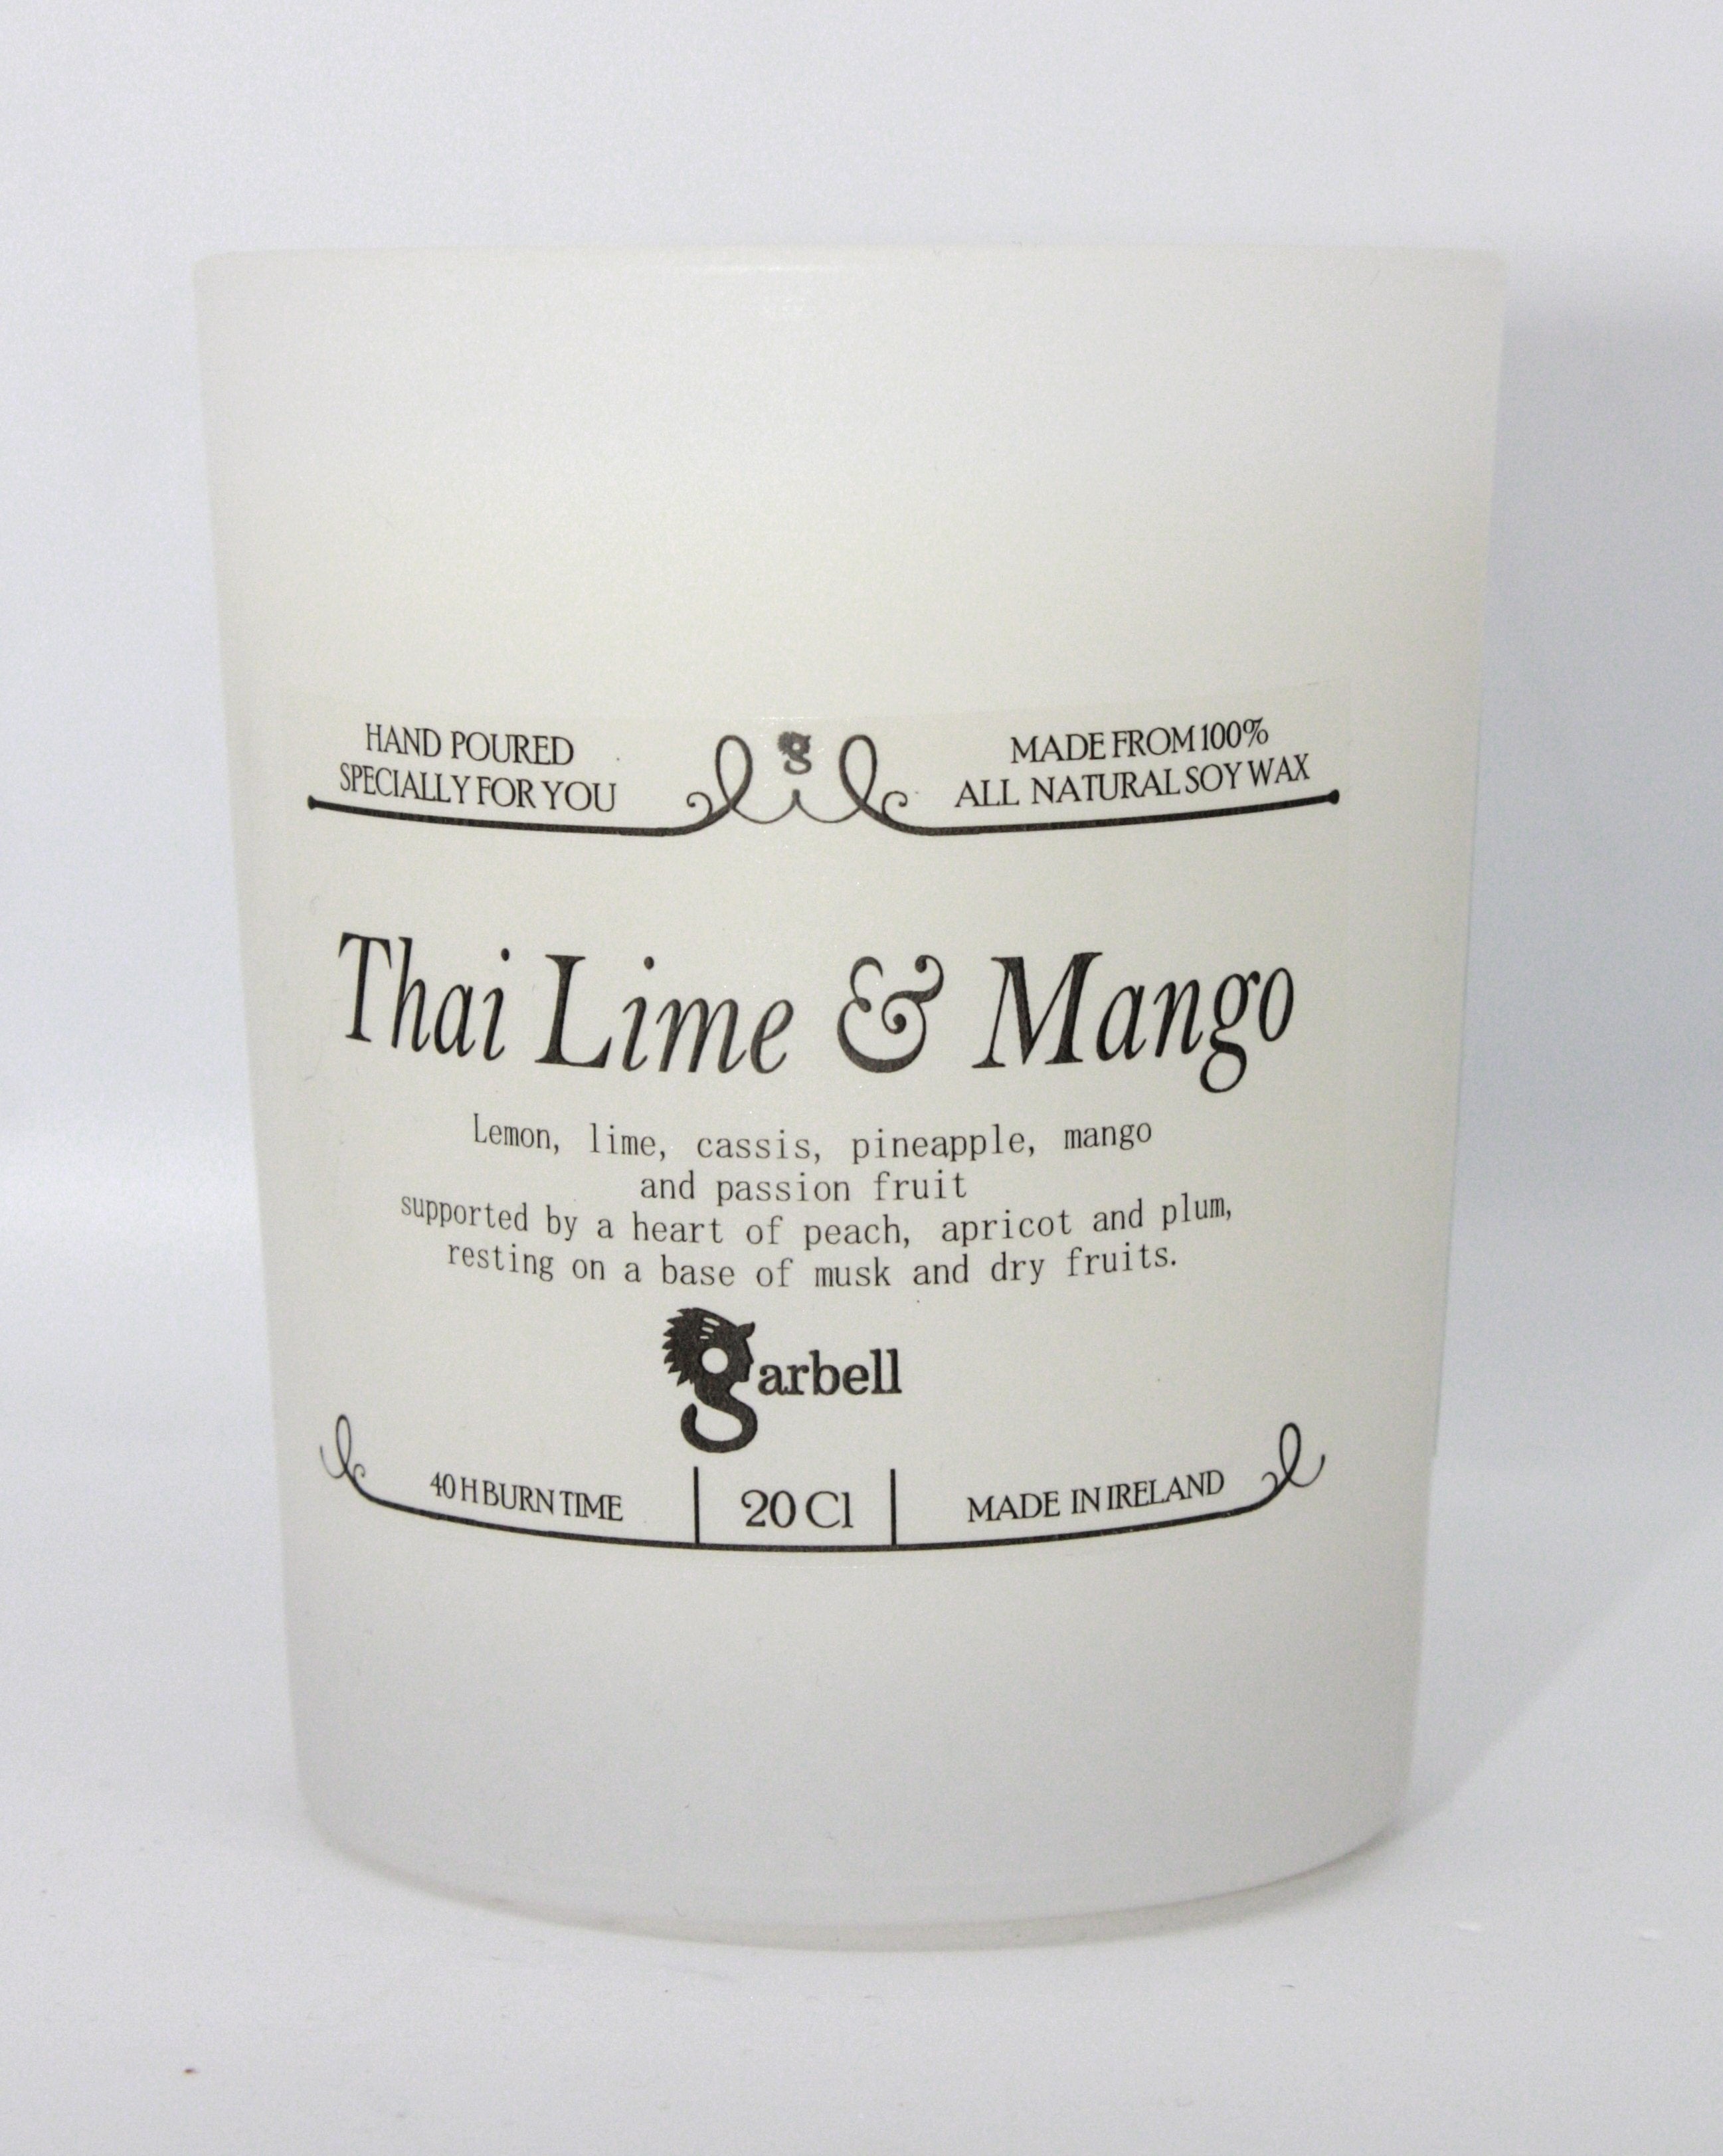 HAND POURED
SPECIALLY FOR YOU
g
MADE FROM 100%
ALL NATURAL SOY WAX
Thai Lime & Mango
Lemon, lime, cassis, pineapple, mango
and passion fruit
supported by a heart of peach, apricot and plum,
resting on a base of musk and dry fruits.
garbell
40 H BURN TIME
20 Cl
MADE IN IRELAND